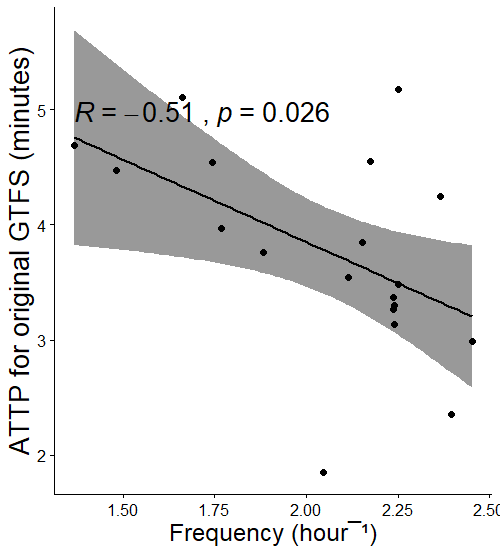 R = −0.51 , p = 0.026
ATTP for original GTFS (minutes)
5
4
3
2
1.50 1.75 2.00 2.25 2.50
Frequency (hour¯¹)